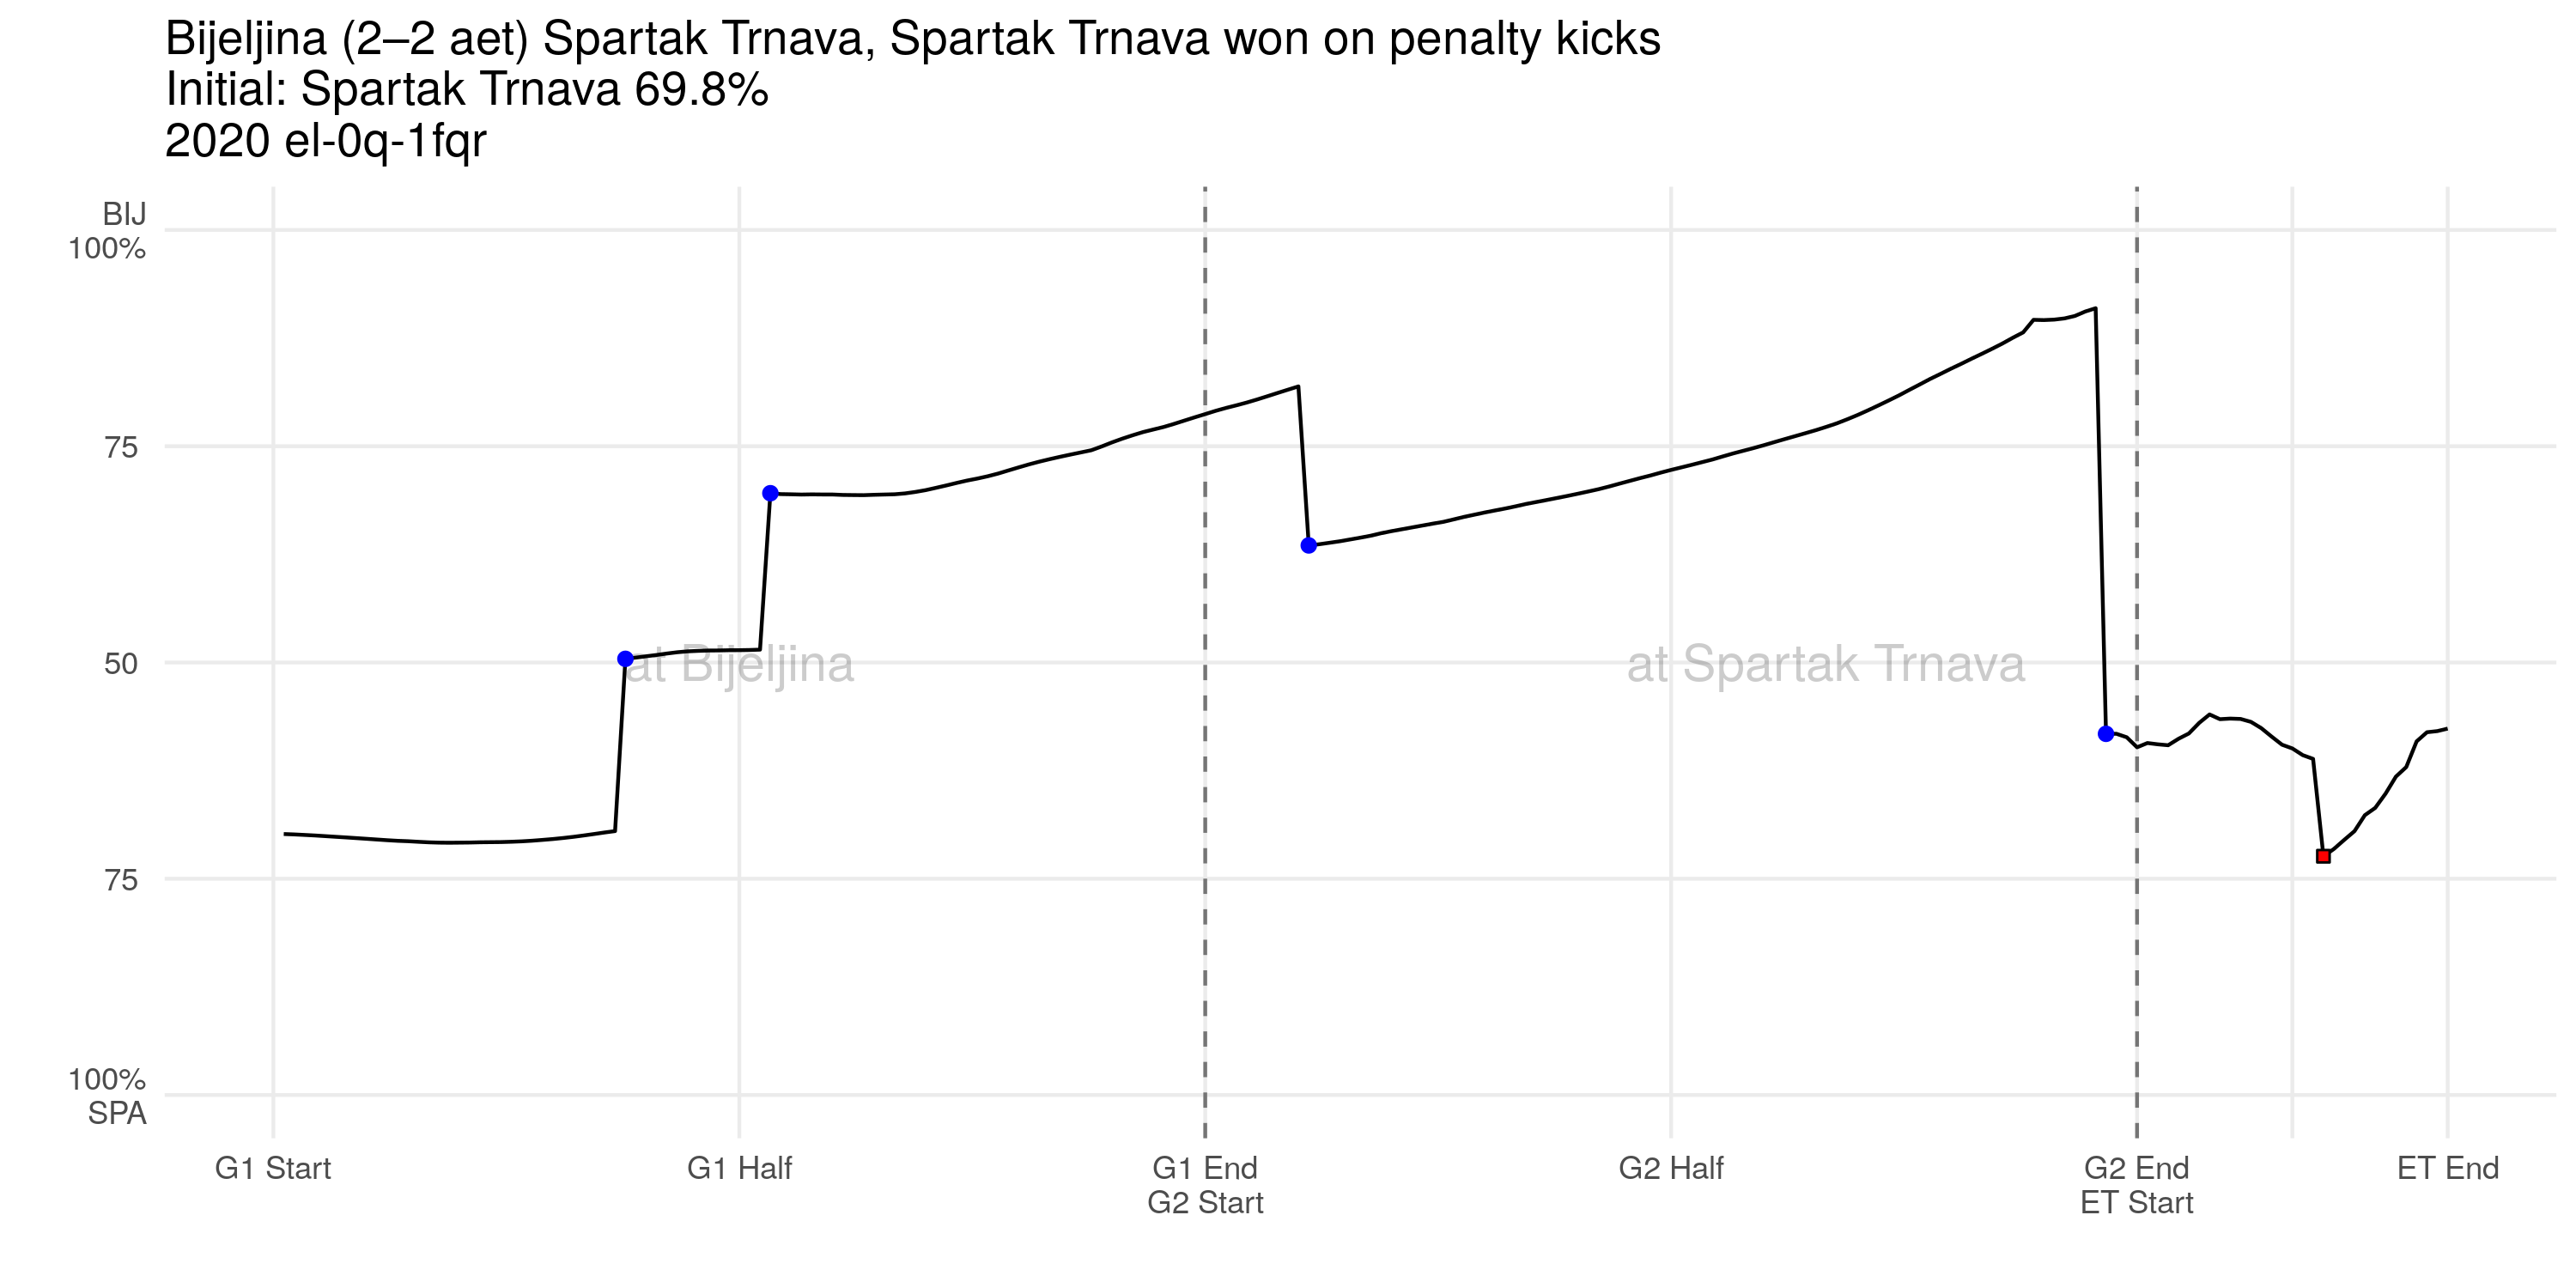 Bijeljina (2–2 aet) Spartak Trnava, Spartak Trnava won on penalty kicks
Initial: Spartak Trnava 69.8%
2020 el-0q-1fqr
BIJ
100%
75
50
75
100%
SPA
at Bijeljina
at Spartak Trnava
G1 Start
G1 Half
G1 End
G2 Start
G2 Half
G2 End
ET Start
ET End